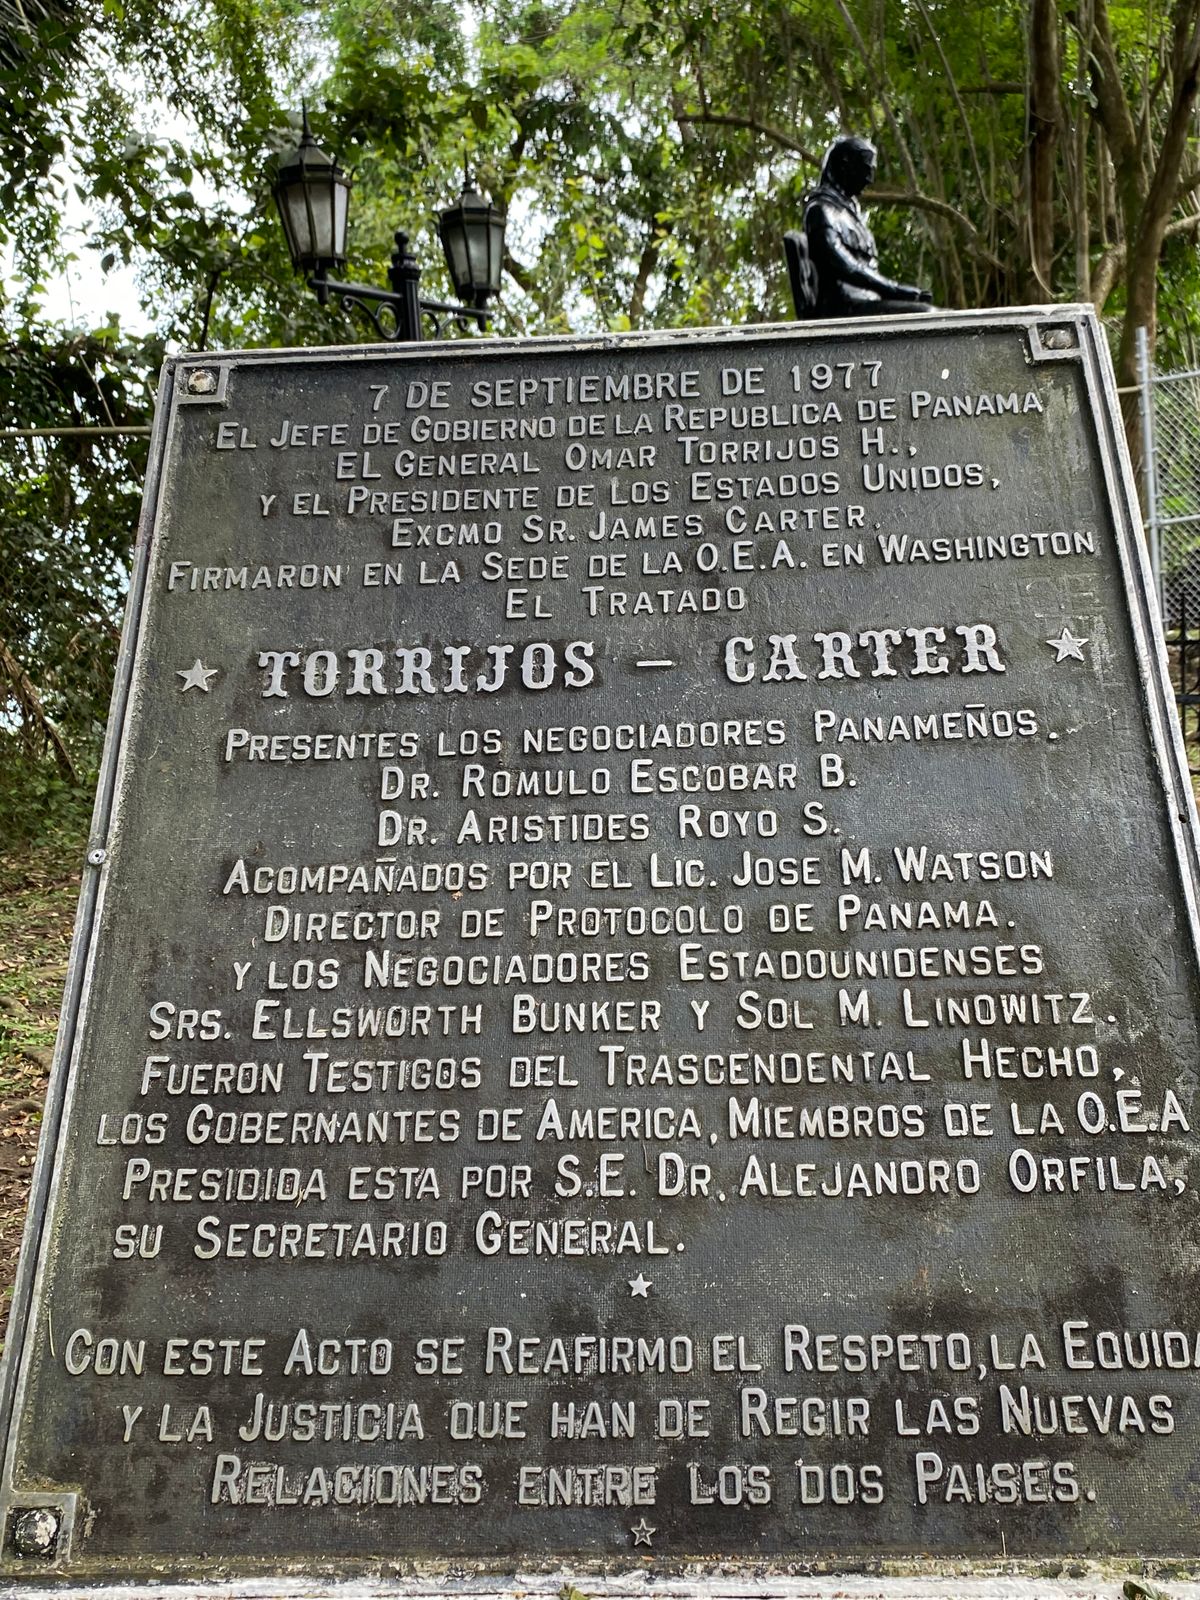 7 DE SEPTIEMBRE DE 1977
EL JEFE DE GOBIERNO DE LA REPUBLICA DE PANAMA
EL GENERAL OMAR TORRIJOS H.,
Y EL PRESIDENTE DE LOS ESTADOS UNIDOS,
EXCMO SR. JAMES CARTER,
FIRMARON EN LA SEDE DE LA O.E.A. EN WASHINGTON
EL TRATADO
TORRIJOS – CARTER
PRESENTES LOS NEGOCIADORES PANAMEÑOS.
DR. ROMULO ESCOBAR B.
DR. ARISTIDES ROYO S.
ACOMPAÑADOS POR EL LIC. JOSE M. WATSON
DIRECTOR DE PROTOCOLO DE PANAMA.
Y LOS NEGOCIADORES ESTADOUNIDENSES
SRS. ELLSWORTH BUNKER Y SOL M. LINOWITZ.
FUERON TESTIGOS DEL TRASCENDENTAL HECHO,
LOS GOBERNANTES DE AMERICA, MIEMBROS DE LA O.E.A
PRESIDIDA ESTA POR S.E. DR. ALEJANDRO ORFILA,
SU SECRETARIO GENERAL.
CON ESTE ACTO SE REAFIRMO EL RESPETO, LA EQUIDA
Y LA JUSTICIA QUE HAN DE REGIR LAS NUEVAS
RELACIONES ENTRE LOS DOS PAISES.